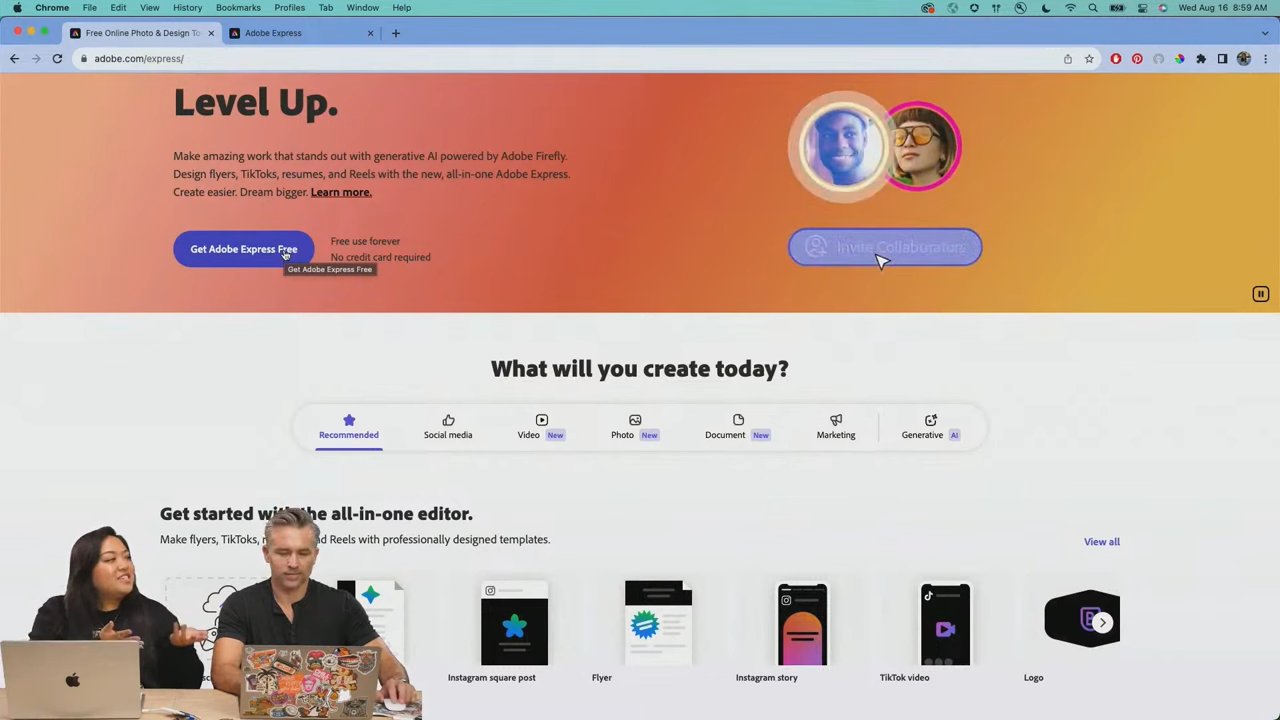 Chrome File Edit View History Bookmarks Profiles Tab Window Help
Wed Aug 16 8:59 AM
Free Online Photo & Design To
Adobe Express
adobe.com/express/
Level Up.
Make amazing work that stands out with generative AI powered by Adobe Firefly.
Design flyers, TikToks, resumes, and Reels with the new, all-in-one Adobe Express.
Create easier. Dream bigger. Learn more.
Get Adobe Express Free
Free use forever
No credit card required
Get Adobe Express Free
Invite Collaborators
What will you create today?
Recommended
Social media
Video New
Photo New
Document New
Marketing
Generative AI
Get started with the all-in-one editor.
Make flyers, TikToks, and Reels with professionally designed templates.
View all
Instagram square post
Flyer
Instagram story
TikTok video
Logo